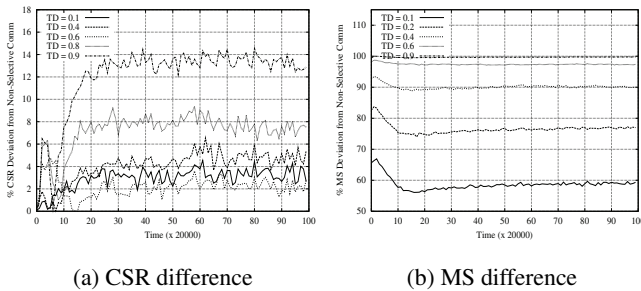 18
16
14
12
10
8
6
4
2
0
% CSR Deviation from Non-Selective Comm
TD = 0.1
TD = 0.4
TD = 0.6
TD = 0.8
TD = 0.9
0 10 20 30 40 50 60 70 80 90 100
Time (x 20000)
(a) CSR difference
110
100
90
80
70
60
50
% MS Deviation from Non-Selective Comm
TD = 0.1
TD = 0.2
TD = 0.4
TD = 0.6
TD = 0.9
0 10 20 30 40 50 60 70 80 90 100
Time (x 20000)
(b) MS difference